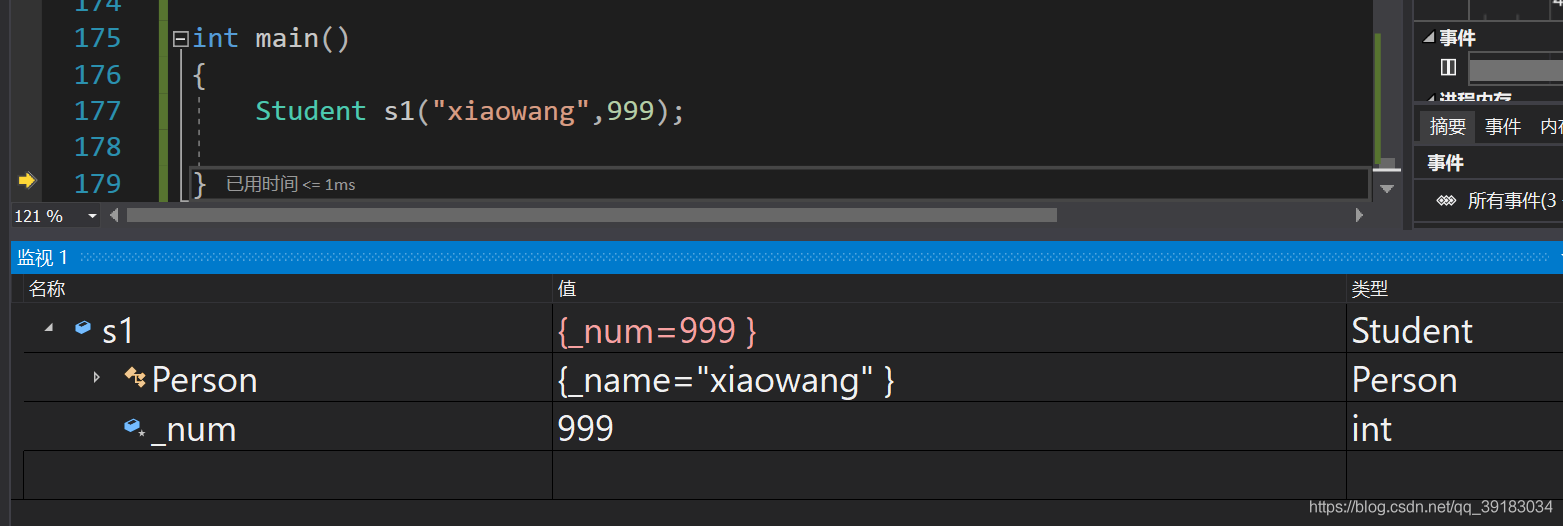 174
175 int main()
176 {
177 Student s1("xiaowang",999);
178
179 } 已用时间 <= 1ms
121 %
事件
进程内存
摘要 事件
事件
所有事件(3
监视 1
名称 值 类型
s1 {_num=999 } Student
Person {_name="xiaowang" } Person
_num 999 int
https://blog.csdn.net/qq_39183034